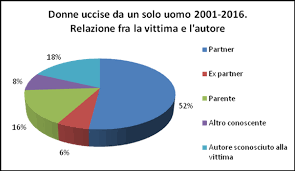 Donne uccise da un solo uomo 2001-2016.
Relazione fra la vittima e l'autore
Partner
Ex partner
Parente
Altro conoscente
Autore sconosciuto alla
vittima
18%
8%
16%
6%
52%